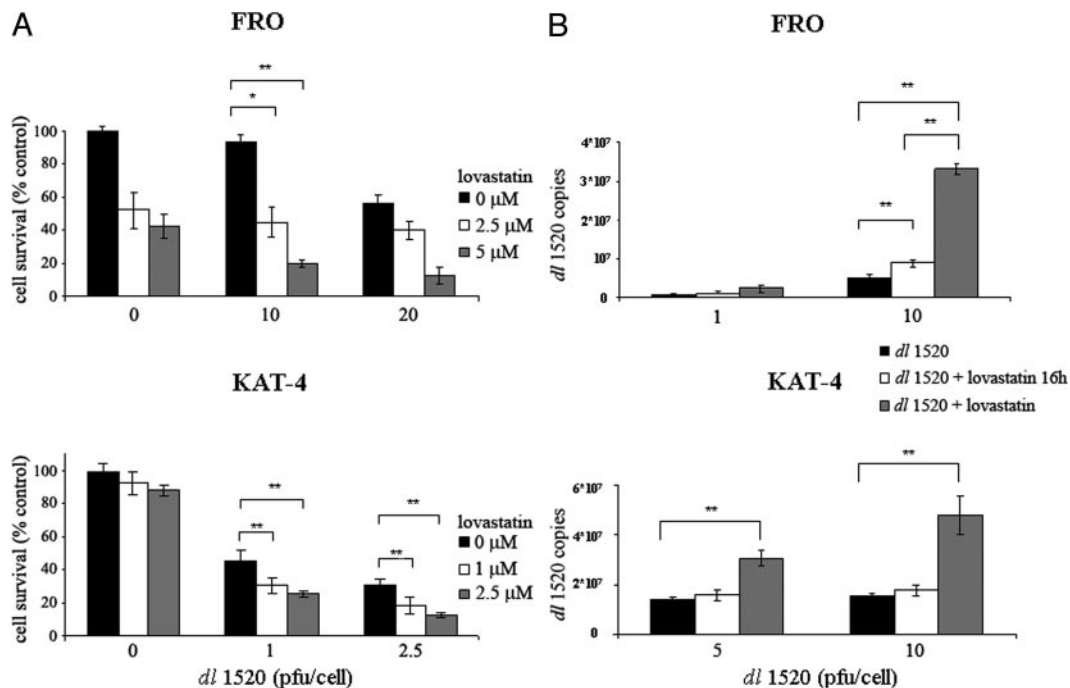 A
FRO
**
*
cell survival (% control)
100
80
60
40
20
0
0
10
20
lovastatin
0 µM
2.5 µM
5 µM
KAT-4
**
**
**
**
cell survival (% control)
100
80
60
40
20
0
0
1
2.5
dl 1520 (pfu/cell)
lovastatin
0 µM
1 µM
2.5 µM
B
FRO
**
**
**
dl 1520 copies
4*10⁷
3*10⁷
2*10⁷
10⁷
0
1
10
dl 1520
dl 1520 + lovastatin 16h
dl 1520 + lovastatin
KAT-4
**
**
dl 1520 copies
6*10⁷
4*10⁷
2*10⁷
0
5
10
dl 1520 (pfu/cell)